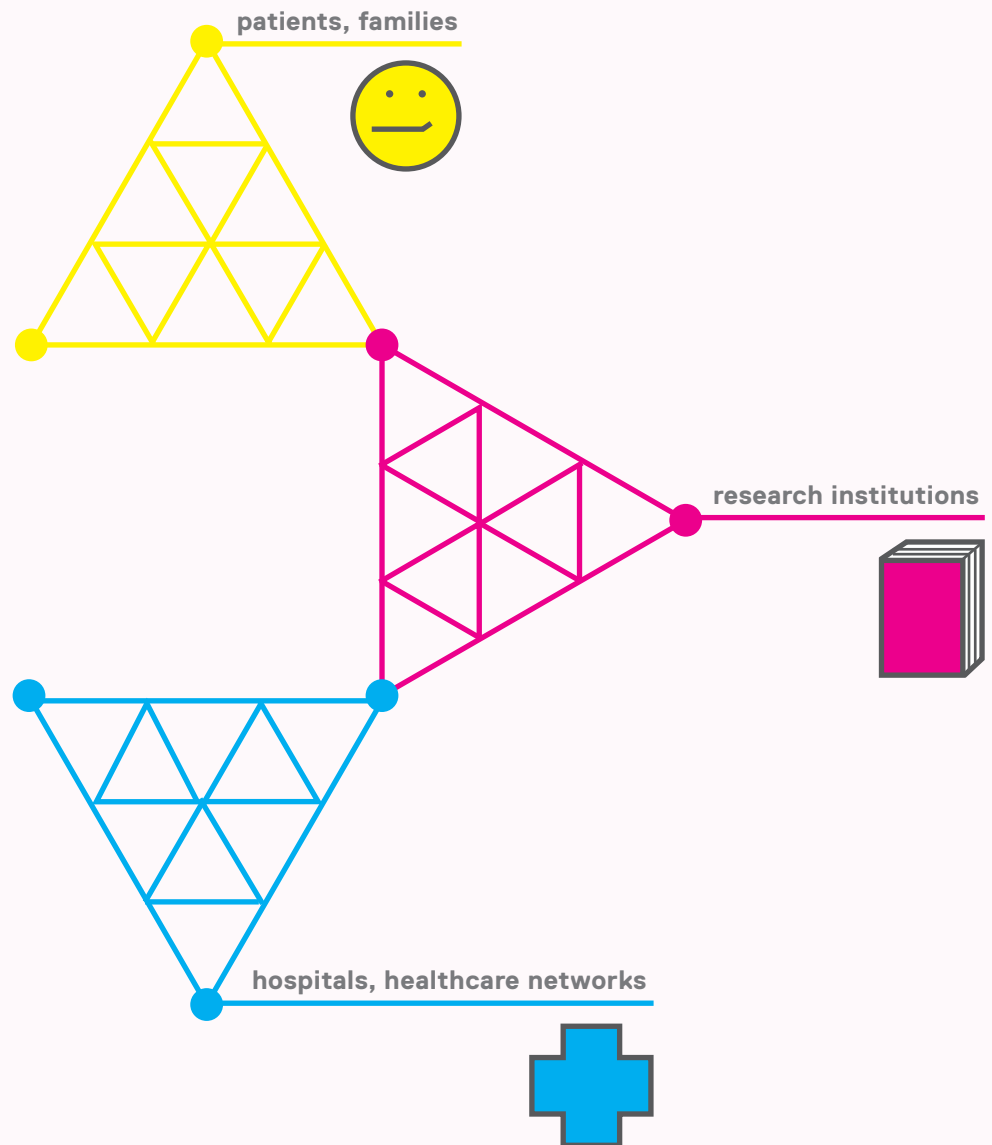 patients, families
research institutions
hospitals, healthcare networks